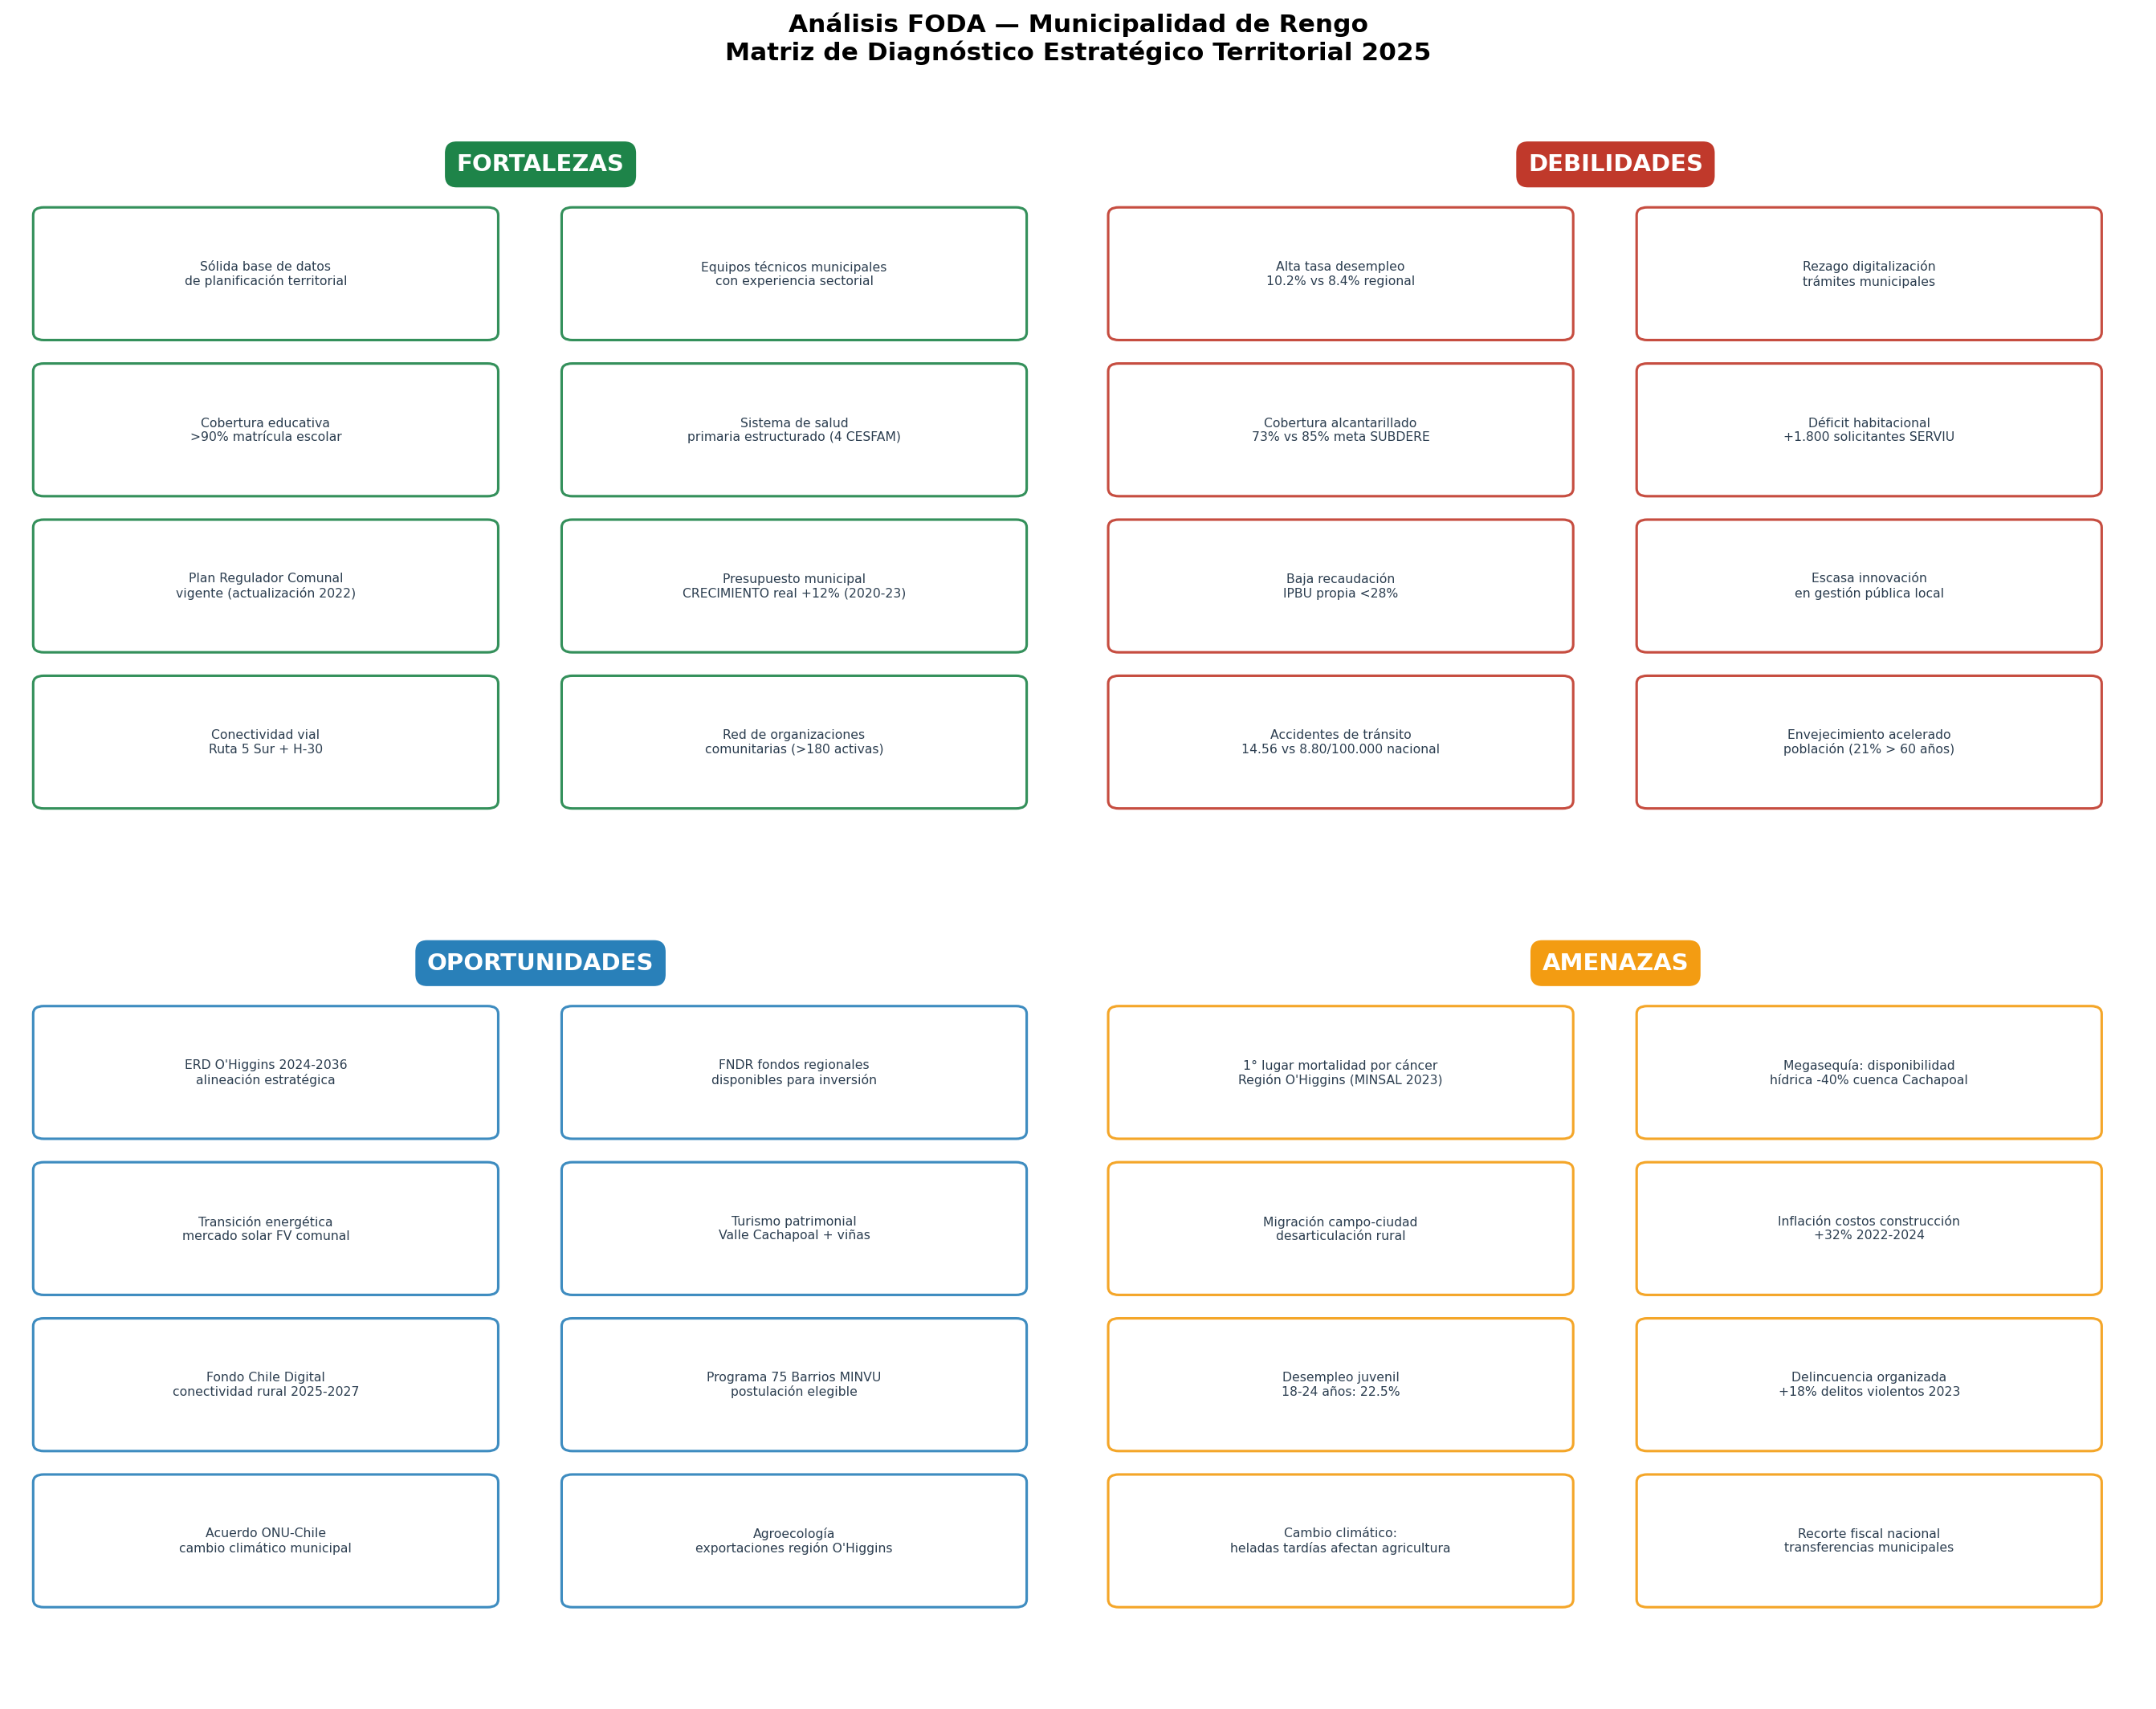 Análisis FODA — Municipalidad de Rengo
Matriz de Diagnóstico Estratégico Territorial 2025
FORTALEZAS
Sólida base de datos
de planificación territorial
Equipos técnicos municipales
con experiencia sectorial
Cobertura educativa
>90% matrícula escolar
Sistema de salud
primaria estructurado (4 CESFAM)
Plan Regulador Comunal
vigente (actualización 2022)
Presupuesto municipal
CRECIMIENTO real +12% (2020-23)
Conectividad vial
Ruta 5 Sur + H-30
Red de organizaciones
comunitarias (>180 activas)
DEBILIDADES
Alta tasa desempleo
10.2% vs 8.4% regional
Rezago digitalización
trámites municipales
Cobertura alcantarillado
73% vs 85% meta SUBDERE
Déficit habitacional
+1.800 solicitantes SERVIU
Baja recaudación
IPBU propia <28%
Escasa innovación
en gestión pública local
Accidentes de tránsito
14.56 vs 8.80/100.000 nacional
Envejecimiento acelerado
población (21% > 60 años)
OPORTUNIDADES
ERD O'Higgins 2024-2036
alineación estratégica
FNDR fondos regionales
disponibles para inversión
Transición energética
mercado solar FV comunal
Turismo patrimonial
Valle Cachapoal + viñas
Fondo Chile Digital
conectividad rural 2025-2027
Programa 75 Barrios MINVU
postulación elegible
Acuerdo ONU-Chile
cambio climático municipal
Agroecología
exportaciones región O'Higgins
AMENAZAS
1° lugar mortalidad por cáncer
Región O'Higgins (MINSAL 2023)
Megasequía: disponibilidad
hídrica -40% cuenca Cachapoal
Migración campo-ciudad
desarticulación rural
Inflación costos construcción
+32% 2022-2024
Desempleo juvenil
18-24 años: 22.5%
Delincuencia organizada
+18% delitos violentos 2023
Cambio climático:
heladas tardías afectan agricultura
Recorte fiscal nacional
transferencias municipales